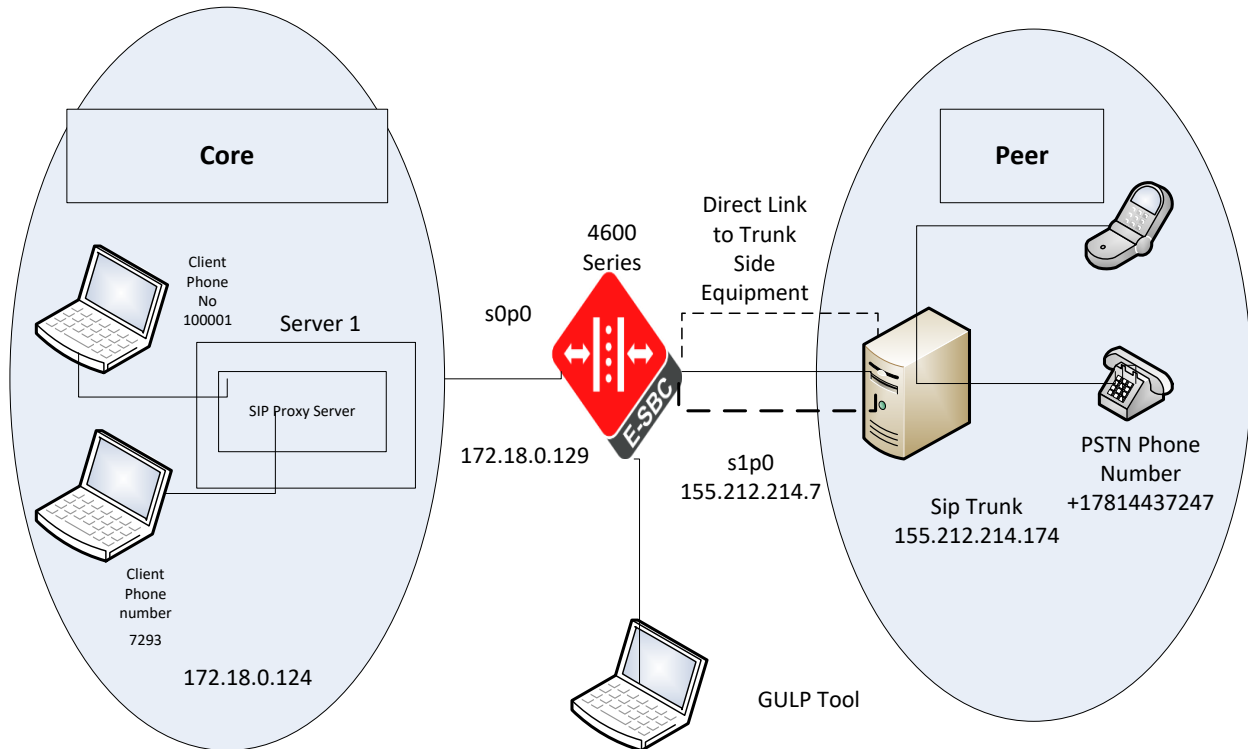 Core
Client
Phone
No
100001
Server 1
SIP Proxy Server
Client
Phone
number
7293
172.18.0.124
s0p0
172.18.0.129
4600
Series
E-SBC
Direct Link
to Trunk
Side
Equipment
s1p0
155.212.214.7
GULP Tool
Peer
PSTN Phone
Number
+17814437247
Sip Trunk
155.212.214.174